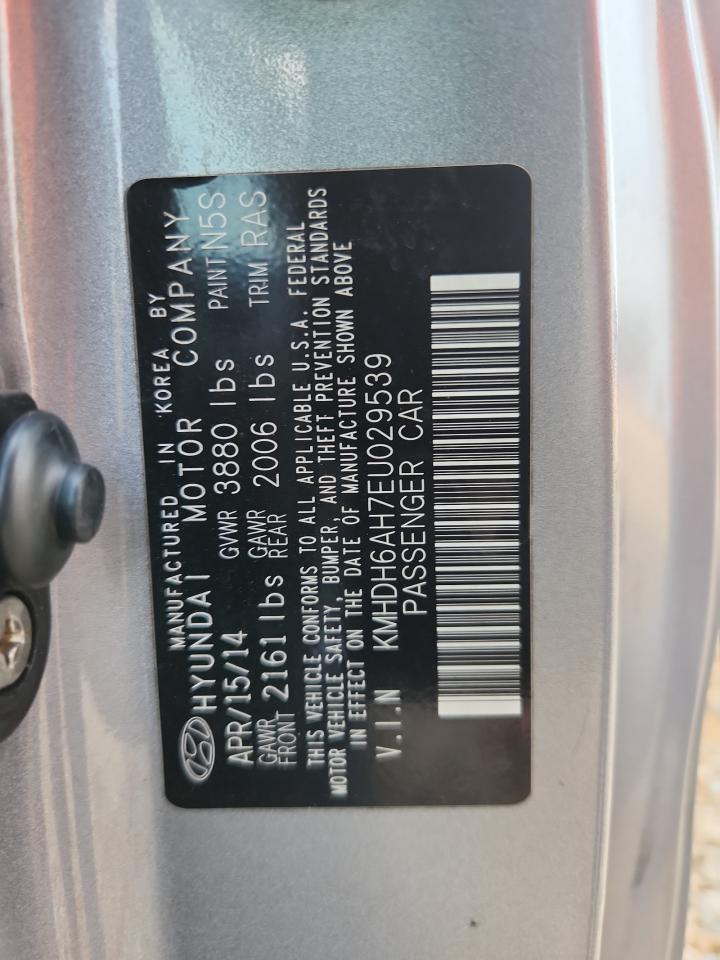 MANUFACTURED IN KOREA BY
HYUNDAI MOTOR COMPANY
APR/15/14 GVWR 3880 lbs PAINT N5S
GAWR FRONT 2161 lbs GAWR REAR 2006 lbs TRIM RAS
THIS VEHICLE CONFORMS TO ALL APPLICABLE U.S.A. FEDERAL
MOTOR VEHICLE SAFETY, BUMPER, AND THEFT PREVENTION STANDARDS
IN EFFECT ON THE DATE OF MANUFACTURE SHOWN ABOVE
V.I.N KMHDH6AH7EU029539
PASSENGER CAR